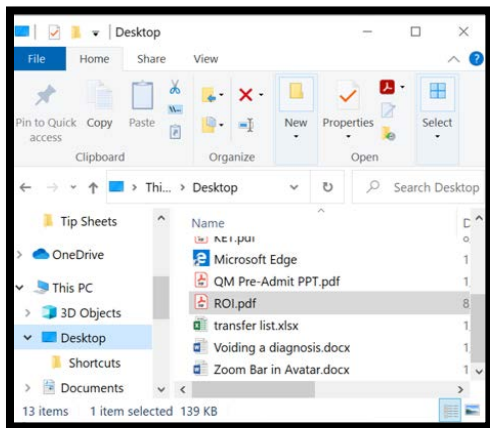 Desktop
File Home Share View
Pin to Quick access Copy Paste New Properties Select
Clipboard Organize Open
Thi... > Desktop Search Desktop
Tip Sheets
OneDrive
This PC
3D Objects
Desktop
Shortcuts
Documents
Name
Microsoft Edge
QM Pre-Admit PPT.pdf
ROI.pdf
transfer list.xlsx
Voiding a diagnosis.docx
Zoom Bar in Avatar.docx
13 items 1 item selected 139 KB